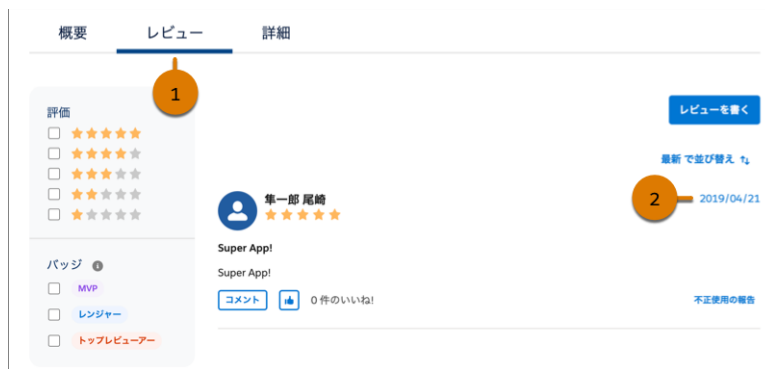 概要 レビュー 詳細
1
評価
レビューを書く
最新 で並び替え
隼一郎 尾崎
2 2019/04/21
Super App!
Super App!
コメント 0 件のいいね! 不正使用の報告
バッジ
MVP
レンジャー
トップレビューアー